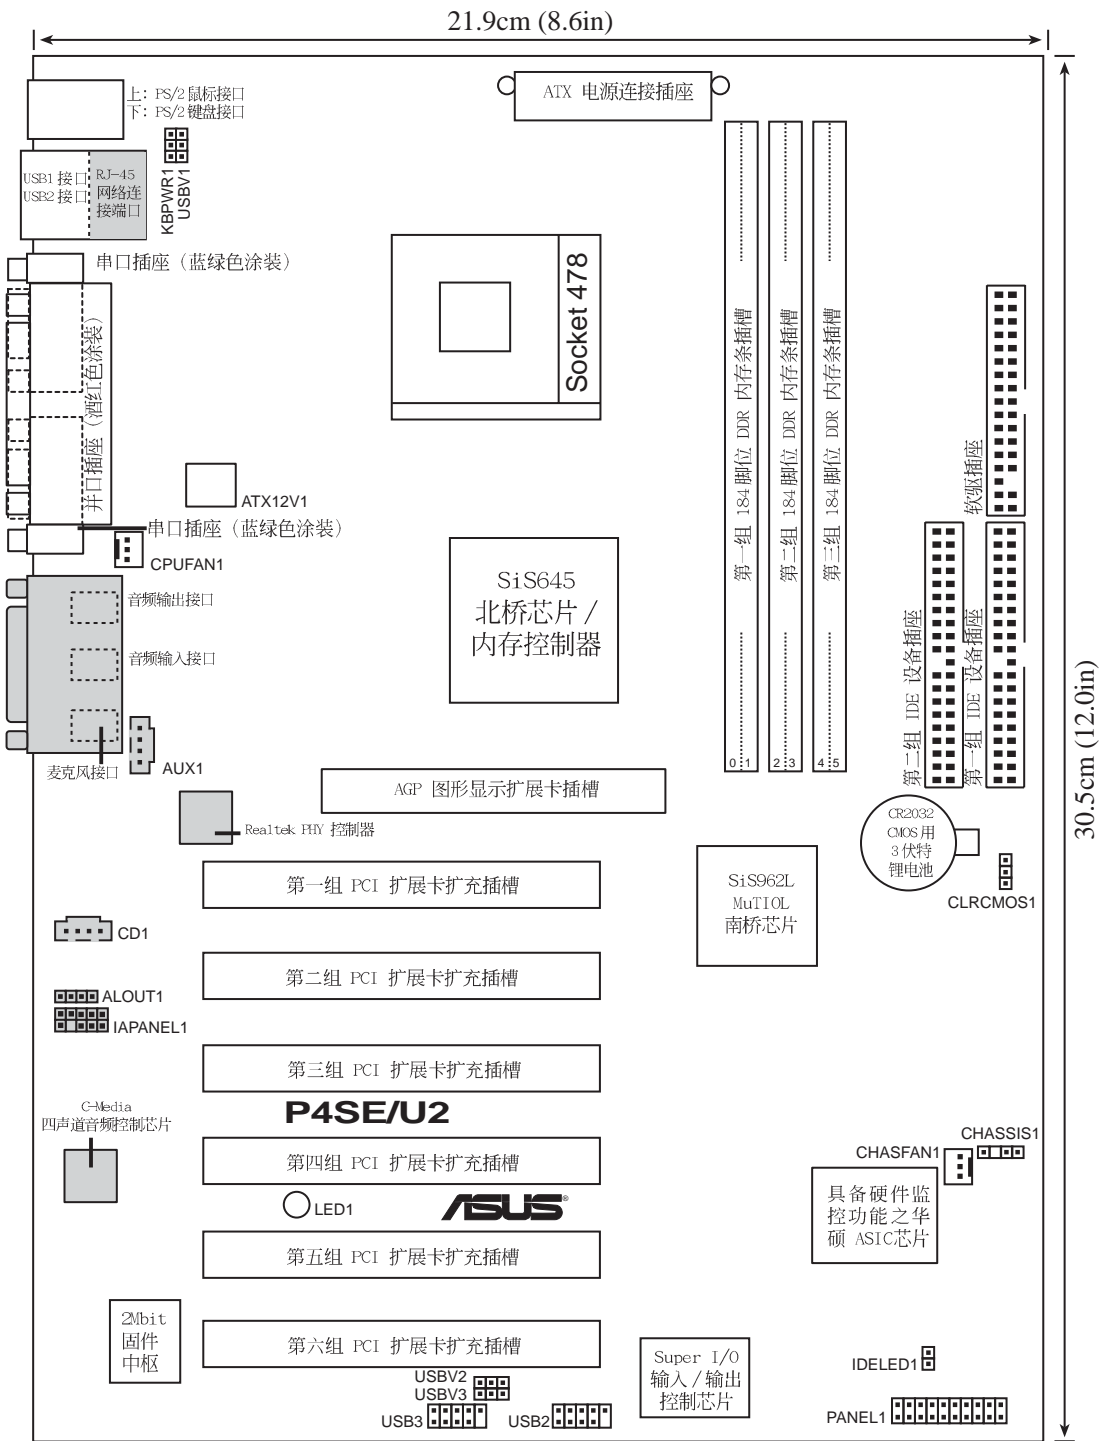 21.9cm (8.6in)
上: PS/2 鼠标接口
下: PS/2 键盘接口
ATX 电源连接插座
USB1 接口
USB2 接口
RJ-45
网络连
接端口
KBPWR1
USBV1
串口插座 (蓝绿色涂装)
Socket 478
并口插座 (酒红色涂装)
ATX12V1
串口插座 (蓝绿色涂装)
CPUFAN1
第一组 184 脚位 DDR 内存条插槽
第二组 184 脚位 DDR 内存条插槽
第三组 184 脚位 DDR 内存条插槽
0 1
2 3
4 5
软驱插座
第二组 IDE 设备插座
第一组 IDE 设备插座
30.5cm (12.0in)
SiS645
北桥芯片/
内存控制器
音频输出接口
音频输入接口
麦克风接口
AUX1
AGP 图形显示扩展卡插槽
Realtek PHY 控制器
CR2032
CMOS 用
3 伏特
锂电池
CLRCMOS1
第一组 PCI 扩展卡扩充插槽
SiS962L
MuTIOL
南桥芯片
CD1
第二组 PCI 扩展卡扩充插槽
ALOUT1
IAPANEL1
第三组 PCI 扩展卡扩充插槽
P4SE/U2
C-Media
四声道音频控制芯片
第四组 PCI 扩展卡扩充插槽
CHASSIS1
CHASFAN1
LED1
ASUS®
具备硬件监
控功能之华
硕 ASIC芯片
第五组 PCI 扩展卡扩充插槽
2Mbit
固件
中枢
第六组 PCI 扩展卡扩充插槽
Super I/O
输入/输出
控制芯片
IDELED1
USBV2
USBV3
USB3
USB2
PANEL1